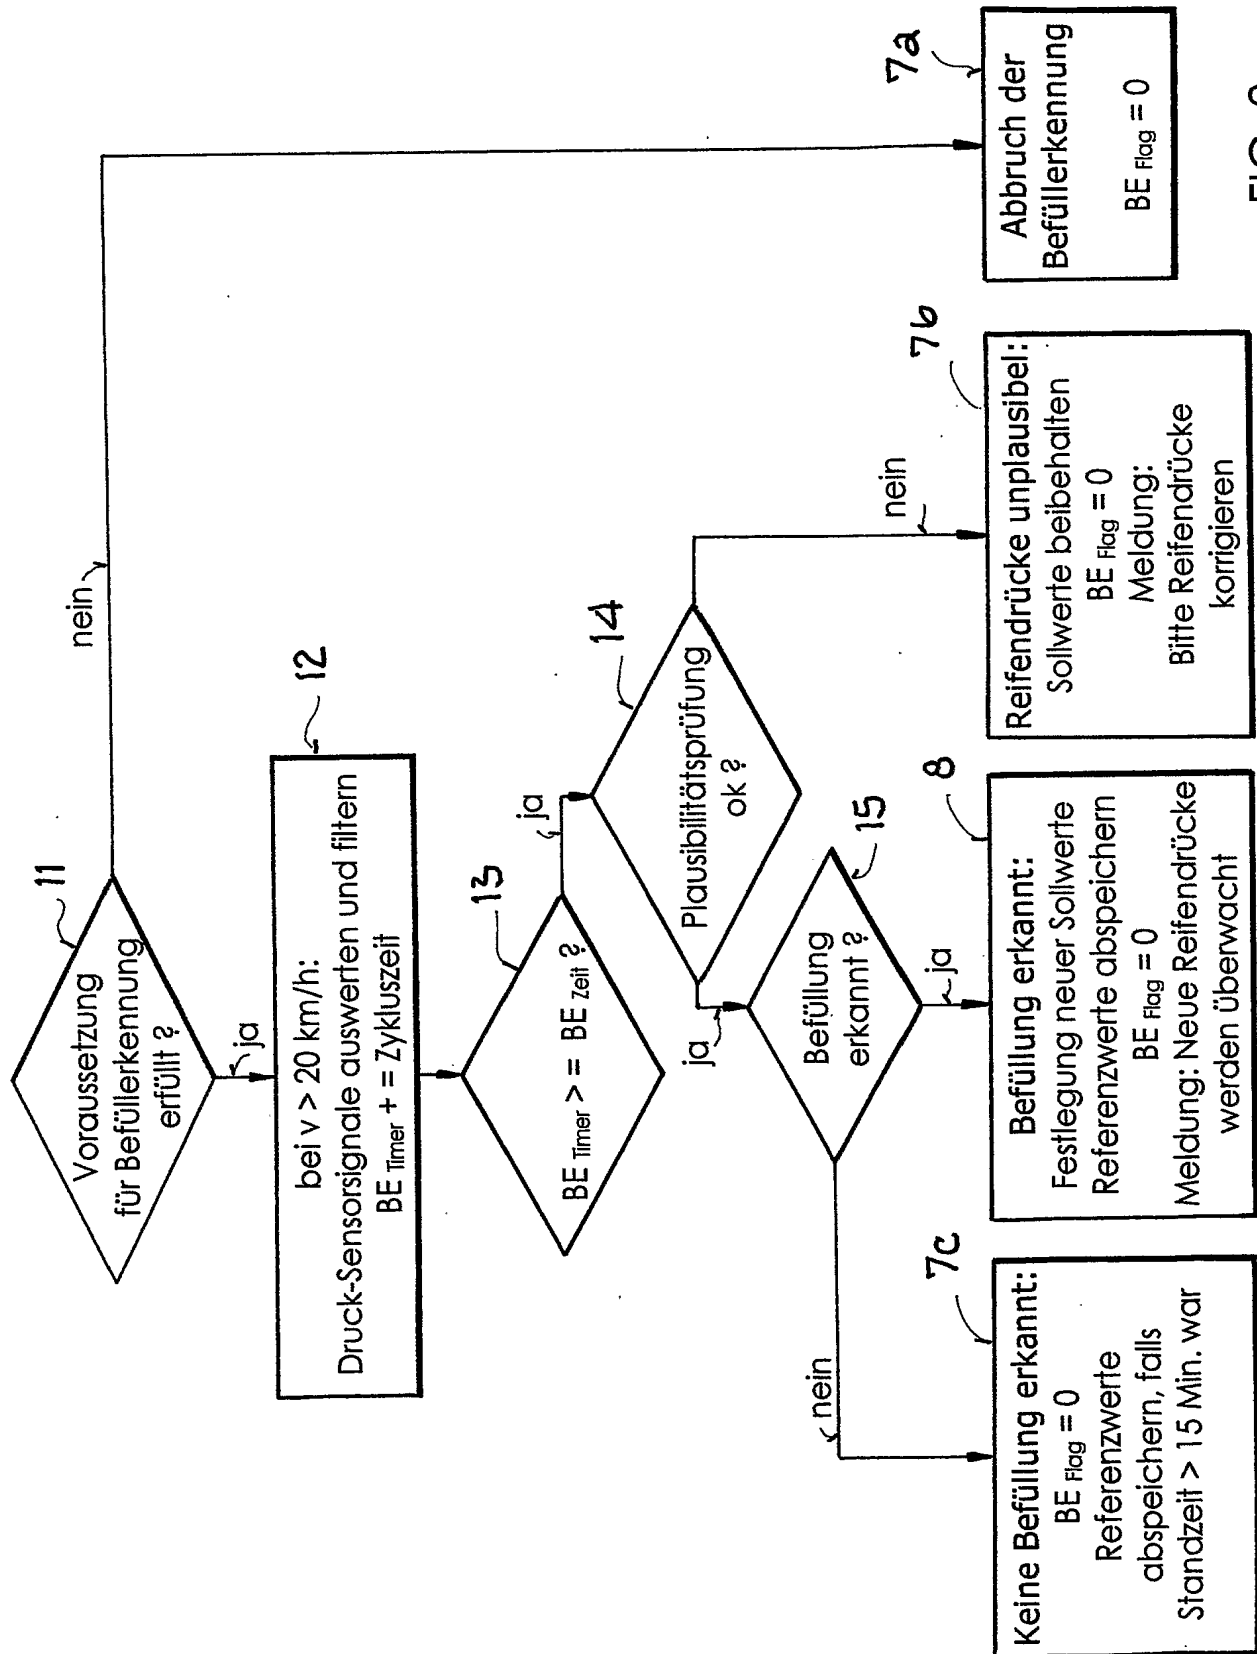 11
Voraussetzung
für Befüllerkennung
erfüllt ?
nein
ja
12
bei v > 20 km/h:
Druck-Sensorsignale auswerten und filtern
BE Timer + = Zykluszeit
13
BE Timer > = BE Zeit ?
ja
14
Plausibilitätsprüfung
ok ?
ja
nein
15
Befüllung
erkannt ?
nein
ja
7c
Keine Befüllung erkannt:
BE Flag = 0
Referenzwerte
abspeichern, falls
Standzeit > 15 Min. war
8
Befüllung erkannt:
Festlegung neuer Sollwerte
Referenzwerte abspeichern
BE Flag = 0
Meldung: Neue Reifendrücke
werden überwacht
7b
Reifendrücke unplausibel:
Sollwerte beibehalten
BE Flag = 0
Meldung:
Bitte Reifendrücke
korrigieren
7a
Abbruch der
Befüllerkennung
BE Flag = 0